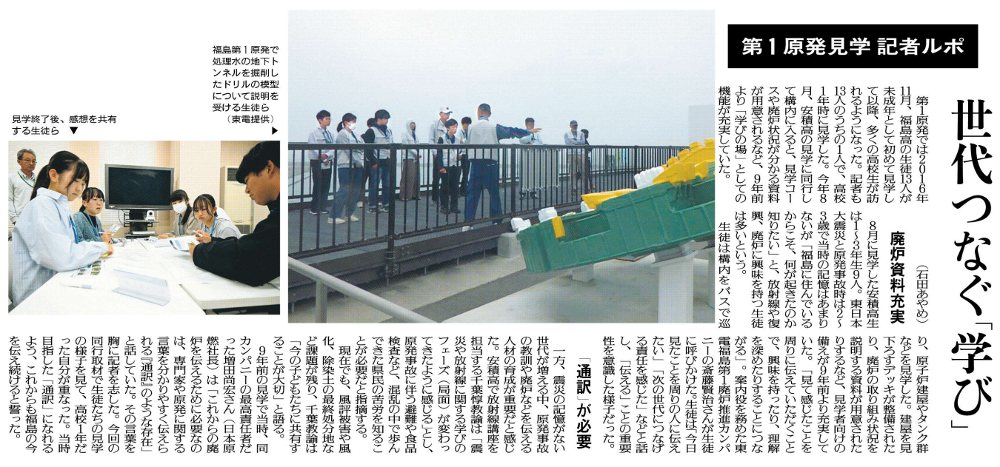 第1原発見学 記者ルポ
世代つなぐ「学び」
　第1原発では2016年
11月、福島高の生徒13人が
未成年として初めて見学し
て以降、多くの高校生が訪
れるようになった。記者も
13人のうちの1人で、高校
1年時に見学した。今年8
月、安積高の見学に同行し
て構内に入ると、見学コー
スや廃炉状況が分かる資料
が用意されるなど、9年前
より「学びの場」としての
機能が充実していた。
（石田あやめ）
廃炉資料充実
　8月に見学した安積高生
は1～3年生9人。東日本
大震災と原発事故時は2～
3歳で当時の記憶はあまり
ないが「福島に住んでいる
からこそ、何が起きたのか
知りたい」と、放射線や復
興、廃炉に興味を持つ生徒
は多いという。
　生徒は構内をバスで巡
り、原子炉建屋やタンク群
などを見学した。建屋を見
下ろすデッキが整備された
り、廃炉の取り組み状況を
説明する資料が用意された
りするなど、見学者向けの
備えが9年前より充実して
いた。「見て感じたことを
周りに伝えていただくこと
で、興味を持ったり、理解
を深めたりすることにつな
がる」。案内役を務めた東
電福島第1廃炉推進カンパ
ニーの斎藤賢治さんが生徒
に呼びかけた。生徒は「今日
見たことを周りの人に伝え
たい」「次の世代につなげ
る責任を感じた」などと話
し、「伝える」ことの重要
性を意識した様子だった。
「通訳」が必要
　一方、震災の記憶がない
世代が増える中、原発事故
の教訓や廃炉などを伝える
人材の育成が重要だと感じ
た。安積高で放射線講座を
担当する千葉惇教諭は「震
災や放射線に関する学びの
フェーズ（局面）が変わっ
てきたように感じる」とし、
原発事故に伴う避難や食品
検査など、混乱の中で歩ん
できた県民の苦労を知るこ
とが必要だと指摘する。
　現在でも、風評被害や風
化、除染土の最終処分地な
ど課題が残り、千葉教諭は
「今の子どもたちに共有す
ることが大切」と語る。
　9年前の見学で当時、同
カンパニーの最高責任者だ
った増田尚宏さん（日本原
燃社長）は「これからの廃
炉を伝えるために必要なの
は、専門家や原発に関する
言葉を分かりやすく伝えら
れる『通訳』のような存在」
と話していた。その言葉を
胸に記者を志した。今回の
同行取材で生徒たちの見学
の様子を見て、高校1年だ
った自分が重なった。当時
目指した「通訳」になれる
よう、これからも福島の今
を伝え続けると誓った。
福島第1原発で
処理水の地下ト
ンネルを掘削し
たドリルの模型
について説明を
受ける生徒ら
（東電提供）
▶
見学終了後、感想を共有
する生徒ら　▼